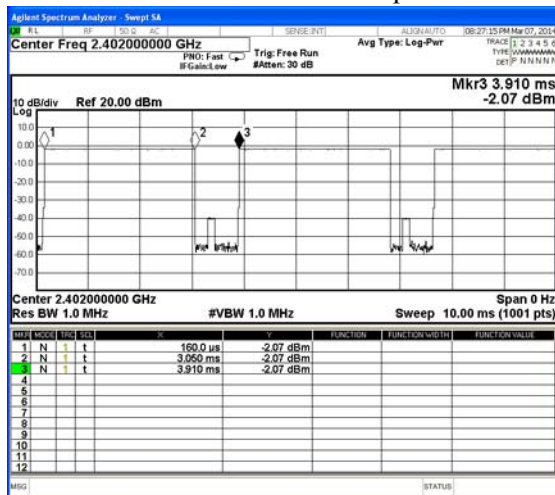 Agilent Spectrum Analyzer - Swept SA
RL RF 50 Ω AC SENSE:INT ALIGNAUTO 08:27:15 PM Mar 07, 2014
Center Freq 2.402000000 GHz
PNO: Fast
IFGain:Low
Trig: Free Run
#Atten: 30 dB
Avg Type: Log-Pwr
TRACE 1 2 3 4 5 6
TYPE
DET P N N N N
Mkr3 3.910 ms
-2.07 dBm
10 dB/div Ref 20.00 dBm
Log
10.0
0.00
-10.0
-20.0
-30.0
-40.0
-50.0
-60.0
-70.0
1
2
3
Center 2.402000000 GHz Span 0 Hz
Res BW 1.0 MHz #VBW 1.0 MHz Sweep 10.00 ms (1001 pts)
MKR MODE TRC SCL X Y FUNCTION FUNCTION WIDTH FUNCTION VALUE
1 N 1 t 160.0 µs -2.07 dBm
2 N 1 t 3.050 ms -2.07 dBm
3 N 1 t 3.910 ms -2.07 dBm
4
5
6
7
8
9
10
11
12
MSG STATUS